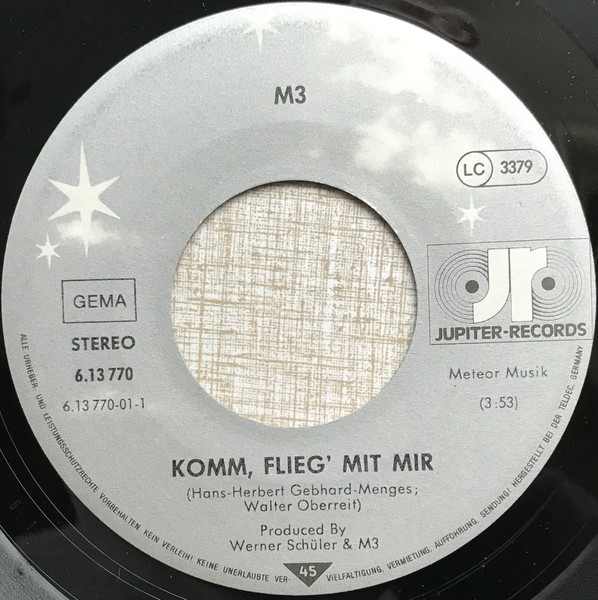 M3
LC 3379
GEMA
STEREO
6.13 770
6.13 770-01-1
jr
JUPITER-RECORDS
Meteor Musik
(3:53)
KOMM, FLIEG' MIT MIR
(Hans-Herbert Gebhard-Menges;
Walter Oberreit)
Produced By
Werner Schüler & M3
45
ALLE URHEBER- UND LEISTUNGSSCHUTZRECHTE VORBEHALTEN KEIN VERLEIH! KEINE UNERLAUBTE VER- VIELFÄLTIGUNG, VERMIETUNG, AUFFÜHRUNG, SENDUNG! HERGESTELLT BEI DER TELDEC, GERMANY